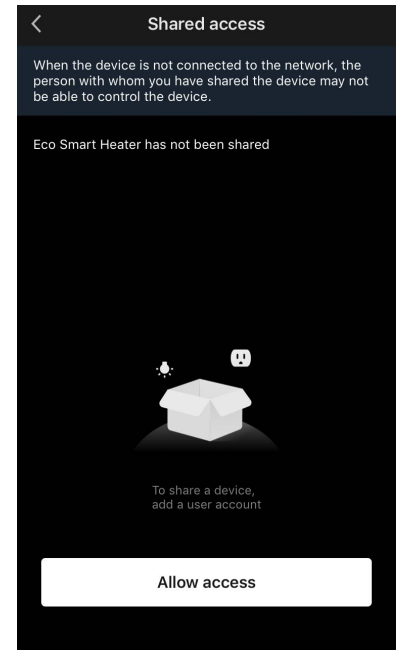 Shared access
When the device is not connected to the network, the
person with whom you have shared the device may not
be able to control the device.
Eco Smart Heater has not been shared
To share a device,
add a user account
Allow access